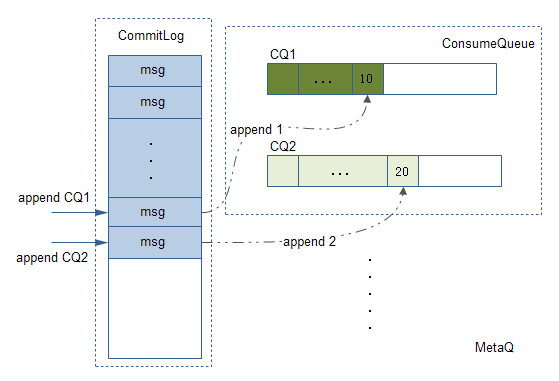 CommitLog
msg
msg
msg
msg
append CQ1
append CQ2
ConsumeQueue
CQ1
... 10
append 1
CQ2
... 20
append 2
MetaQ